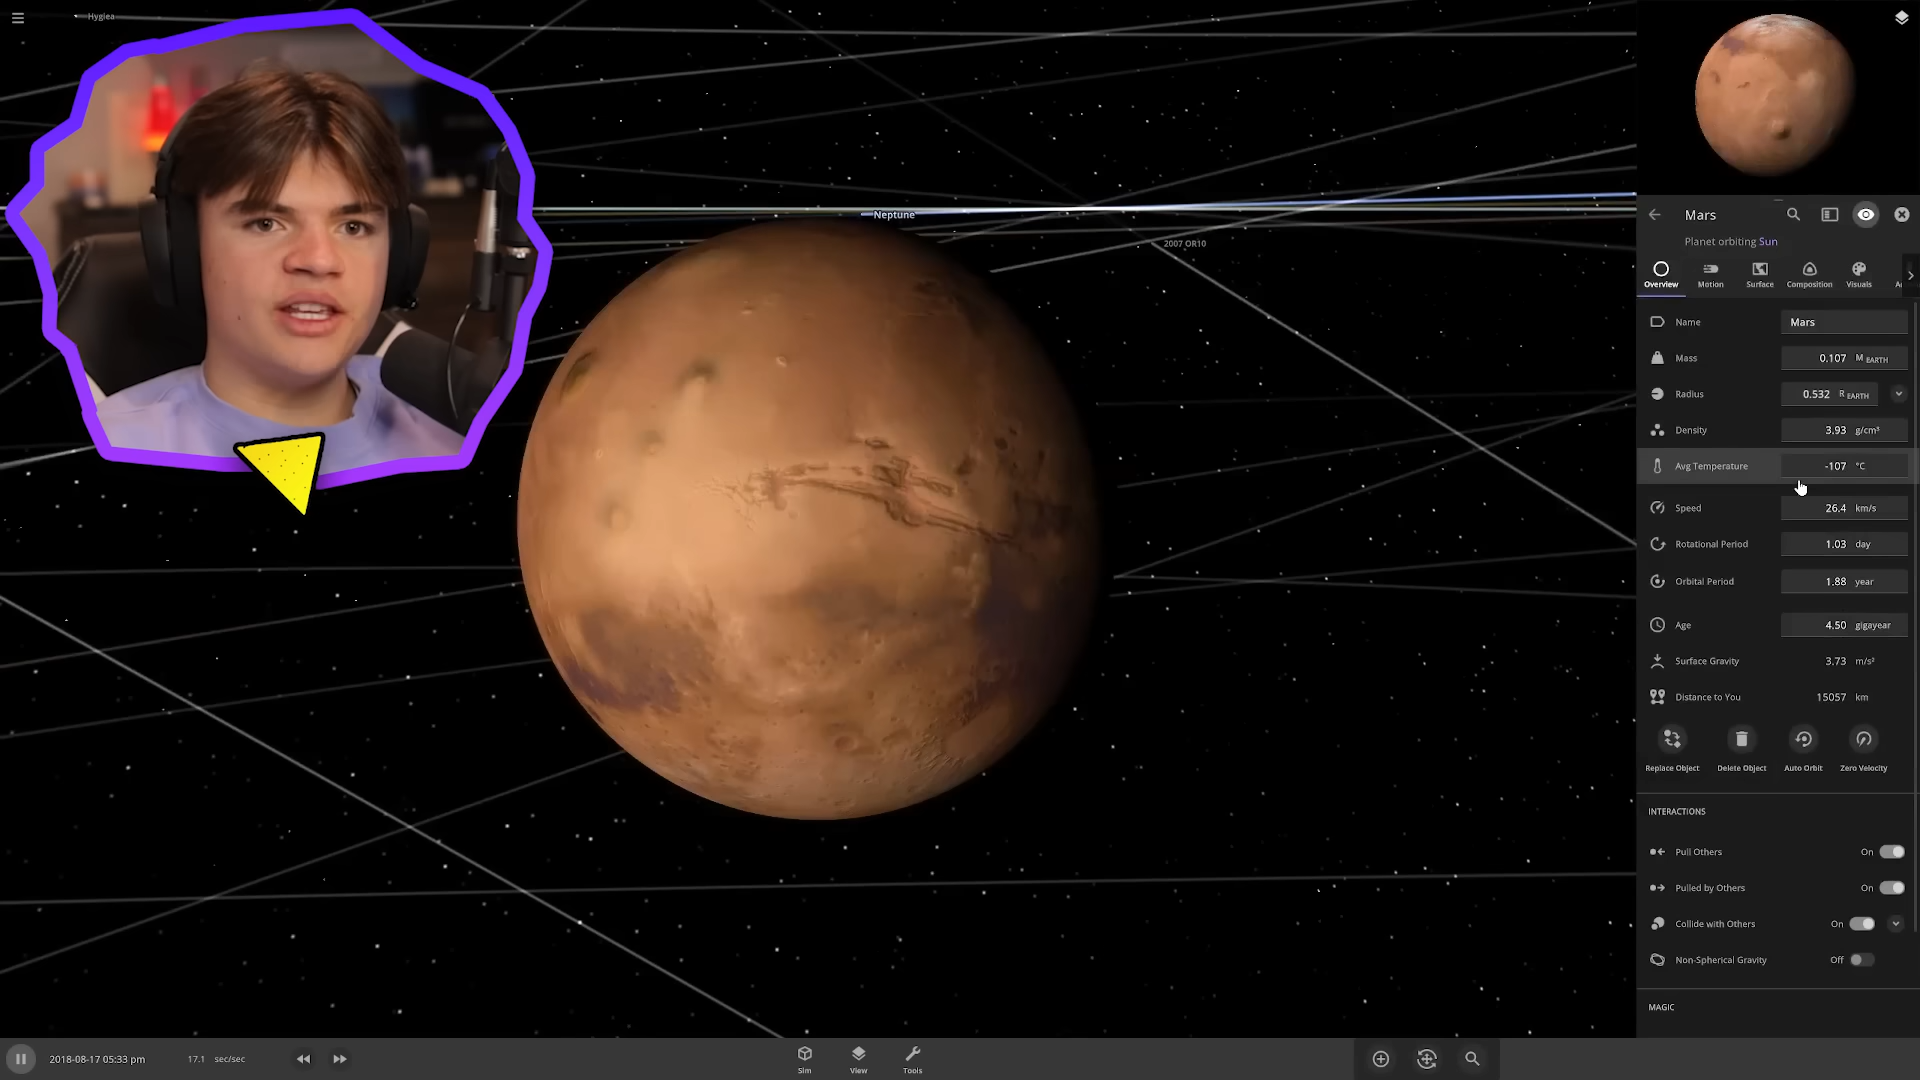 Hygiea
Neptune
2007 OR10
Mars
Planet orbiting Sun
Overview
Motion
Surface
Composition
Visuals
Name Mars
Mass 0.107 M EARTH
Radius 0.532 R EARTH
Density 3.93 g/cm³
Avg Temperature -107 °C
Speed 26.4 km/s
Rotational Period 1.03 day
Orbital Period 1.88 year
Age 4.50 gigayear
Surface Gravity 3.73 m/s²
Distance to You 15057 km
Replace Object
Delete Object
Auto Orbit
Zero Velocity
INTERACTIONS
Pull Others On
Pulled by Others On
Collide with Others On
Non-Spherical Gravity Off
MAGIC
2018-08-17 05:33 pm
17.1 sec/sec
Sim
View
Tools